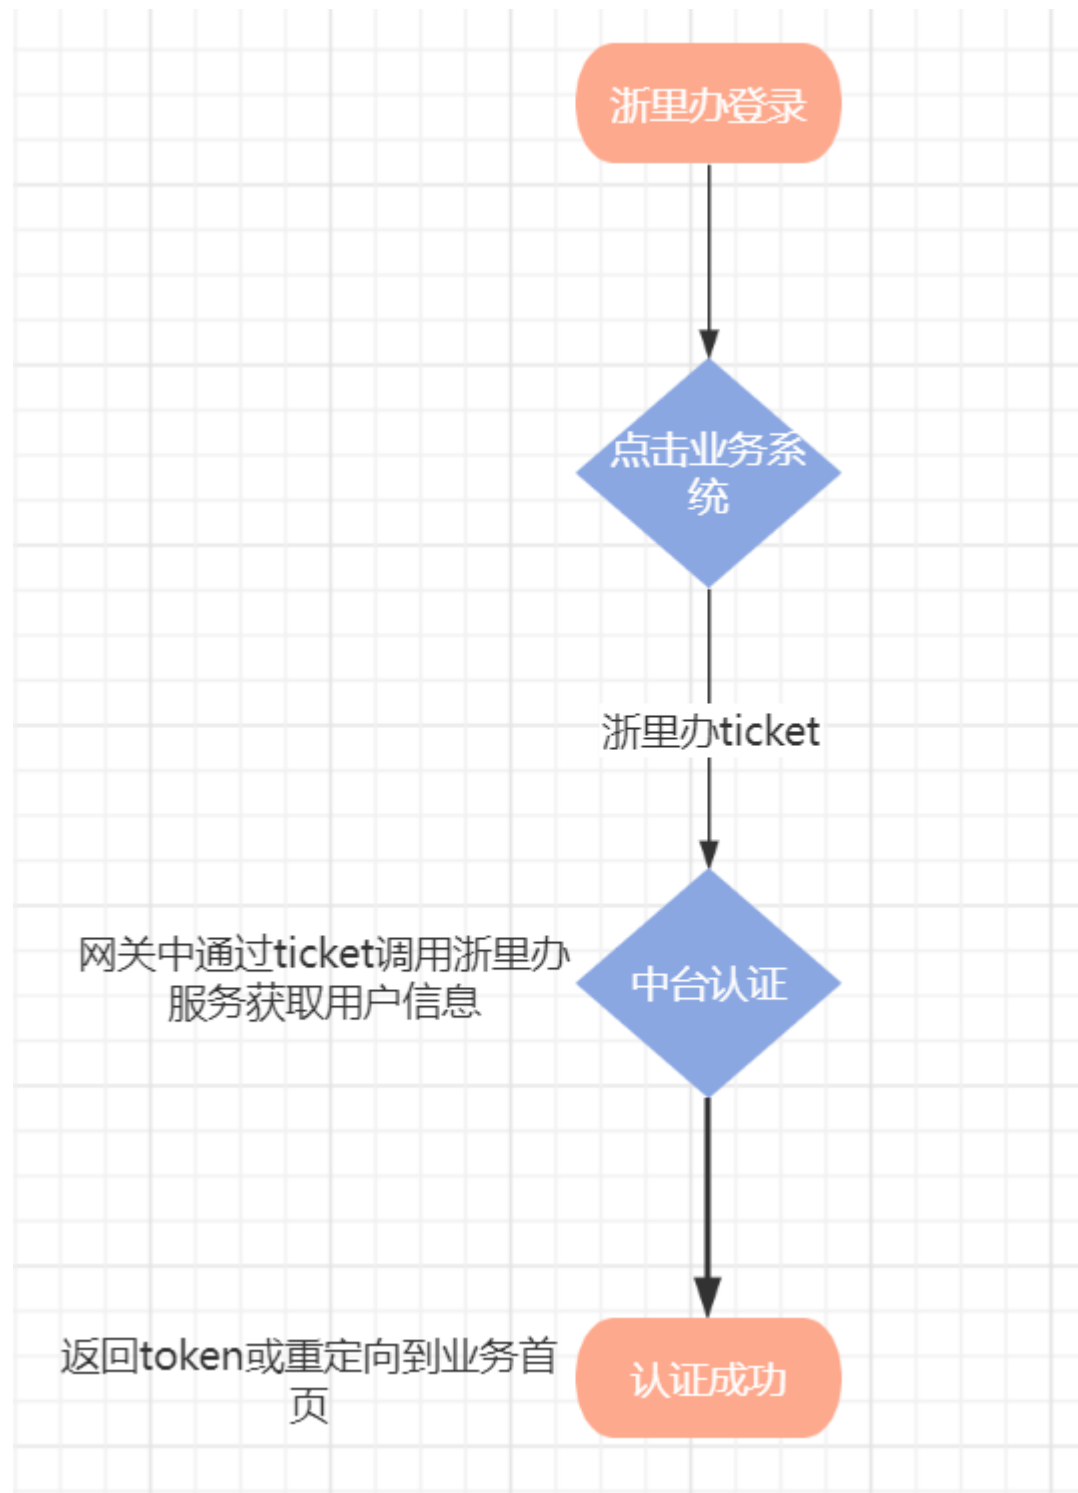 浙里办登录
点击业务系
统
浙里办ticket
网关中通过ticket调用浙里办
服务获取用户信息
中台认证
返回token或重定向到业务首
页
认证成功